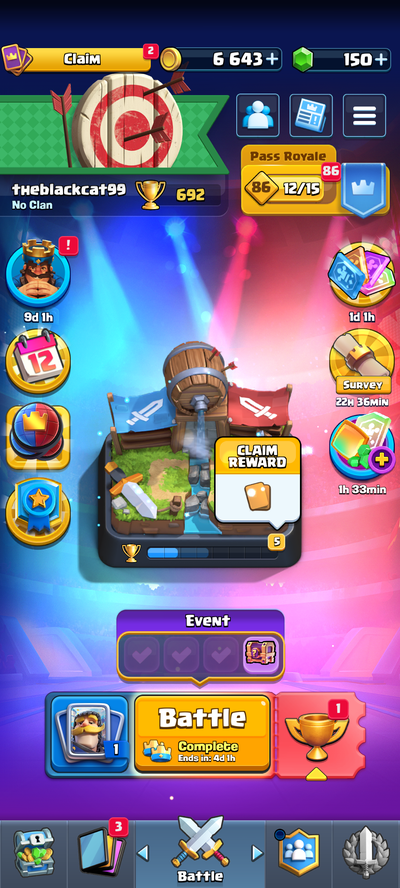 Claim
2
6 643+
150+
Pass Royale
86
86
12/15
theblackcat99
No Clan
692
!
9d 1h
1d 1h
12
SURVEY
22h 36min
1h 33min
CLAIM
REWARD
5
Event
1
Battle
Complete
Ends in: 4d 1h
1
3
Battle